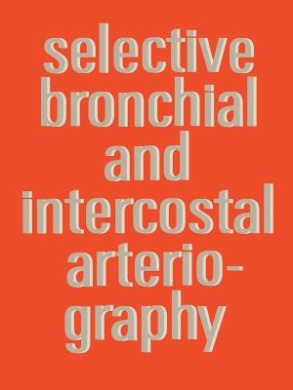 selective
bronchial
and
intercostal
arterio-
graphy